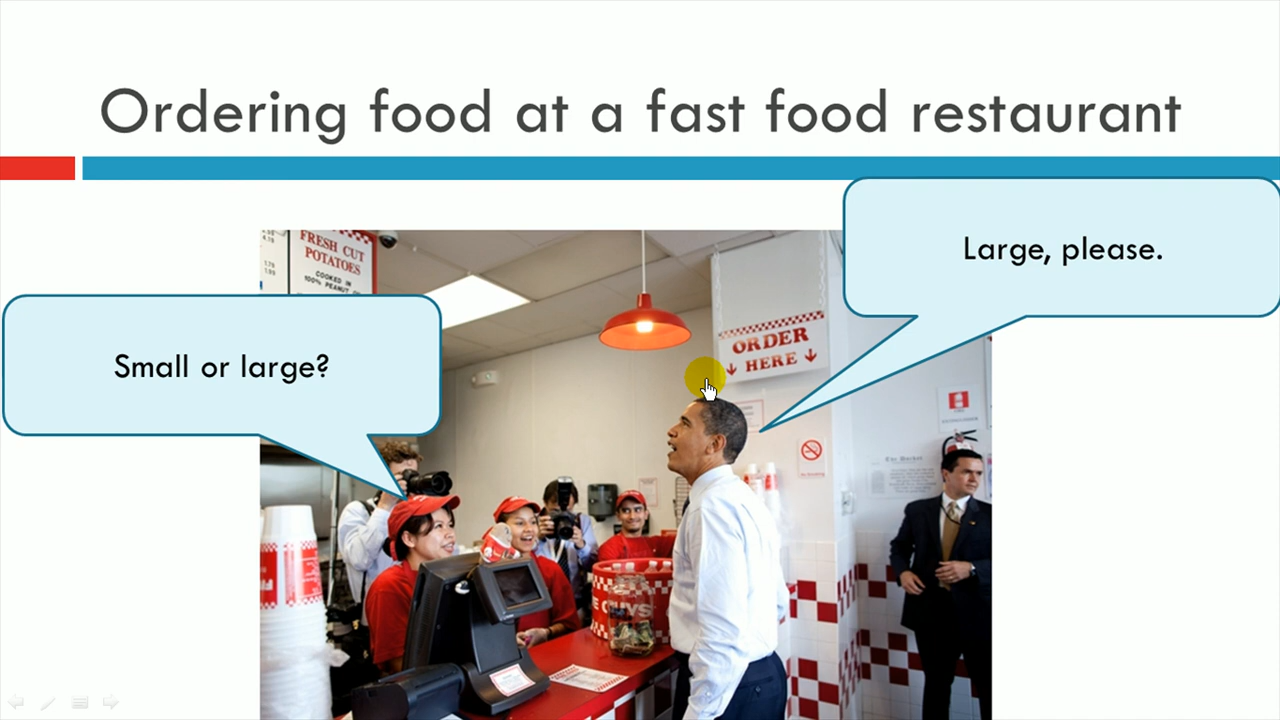 Ordering food at a fast food restaurant
Large, please.
Small or large?
FRESH CUT
POTATOES
COOKED IN
100% PEANUT
ORDER
HERE
GUYS